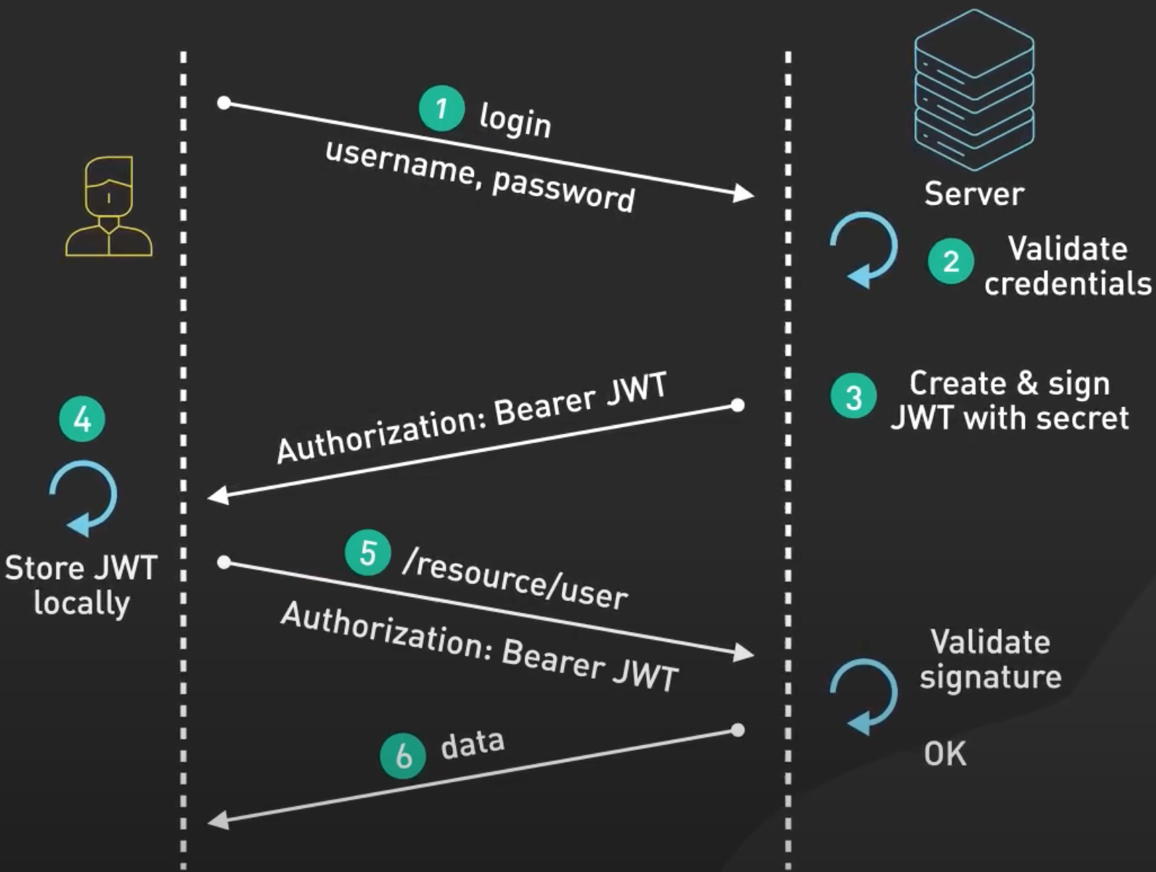 1 login
username, password
Server
2 Validate
credentials
3 Create & sign
JWT with secret
Authorization: Bearer JWT
4
Store JWT
locally
5 /resource/user
Authorization: Bearer JWT
Validate
signature
OK
6 data